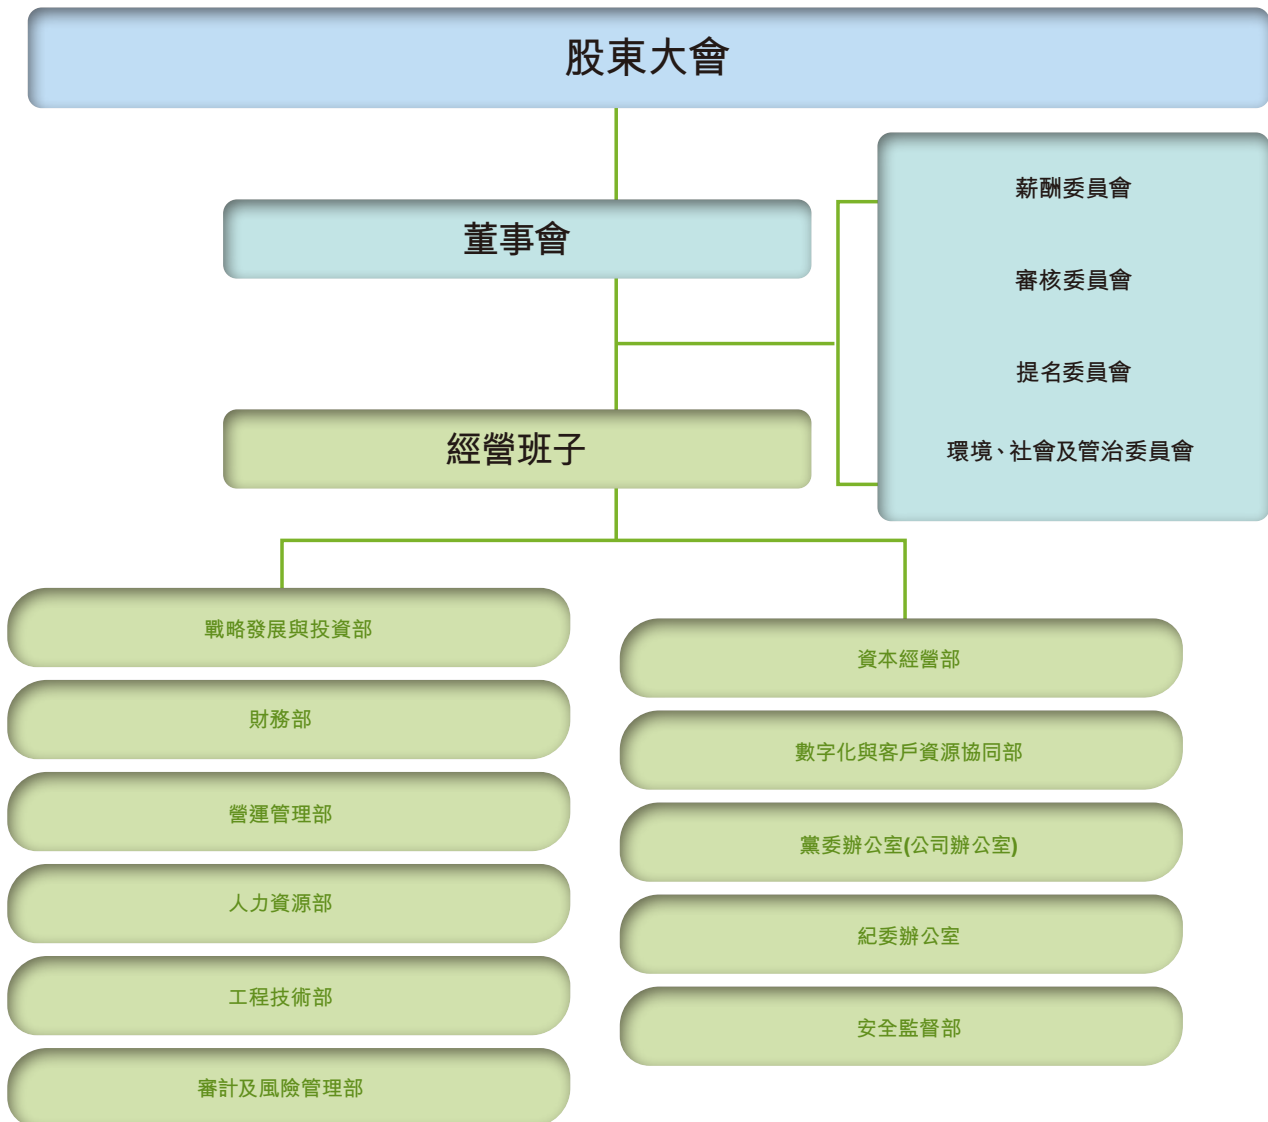 股東大會
董事會
薪酬委員會
審核委員會
提名委員會
環境、社會及管治委員會
經營班子
戰略發展與投資部
財務部
營運管理部
人力資源部
工程技術部
審計及風險管理部
資本經營部
數字化與客戶資源協同部
黨委辦公室(公司辦公室)
紀委辦公室
安全監督部